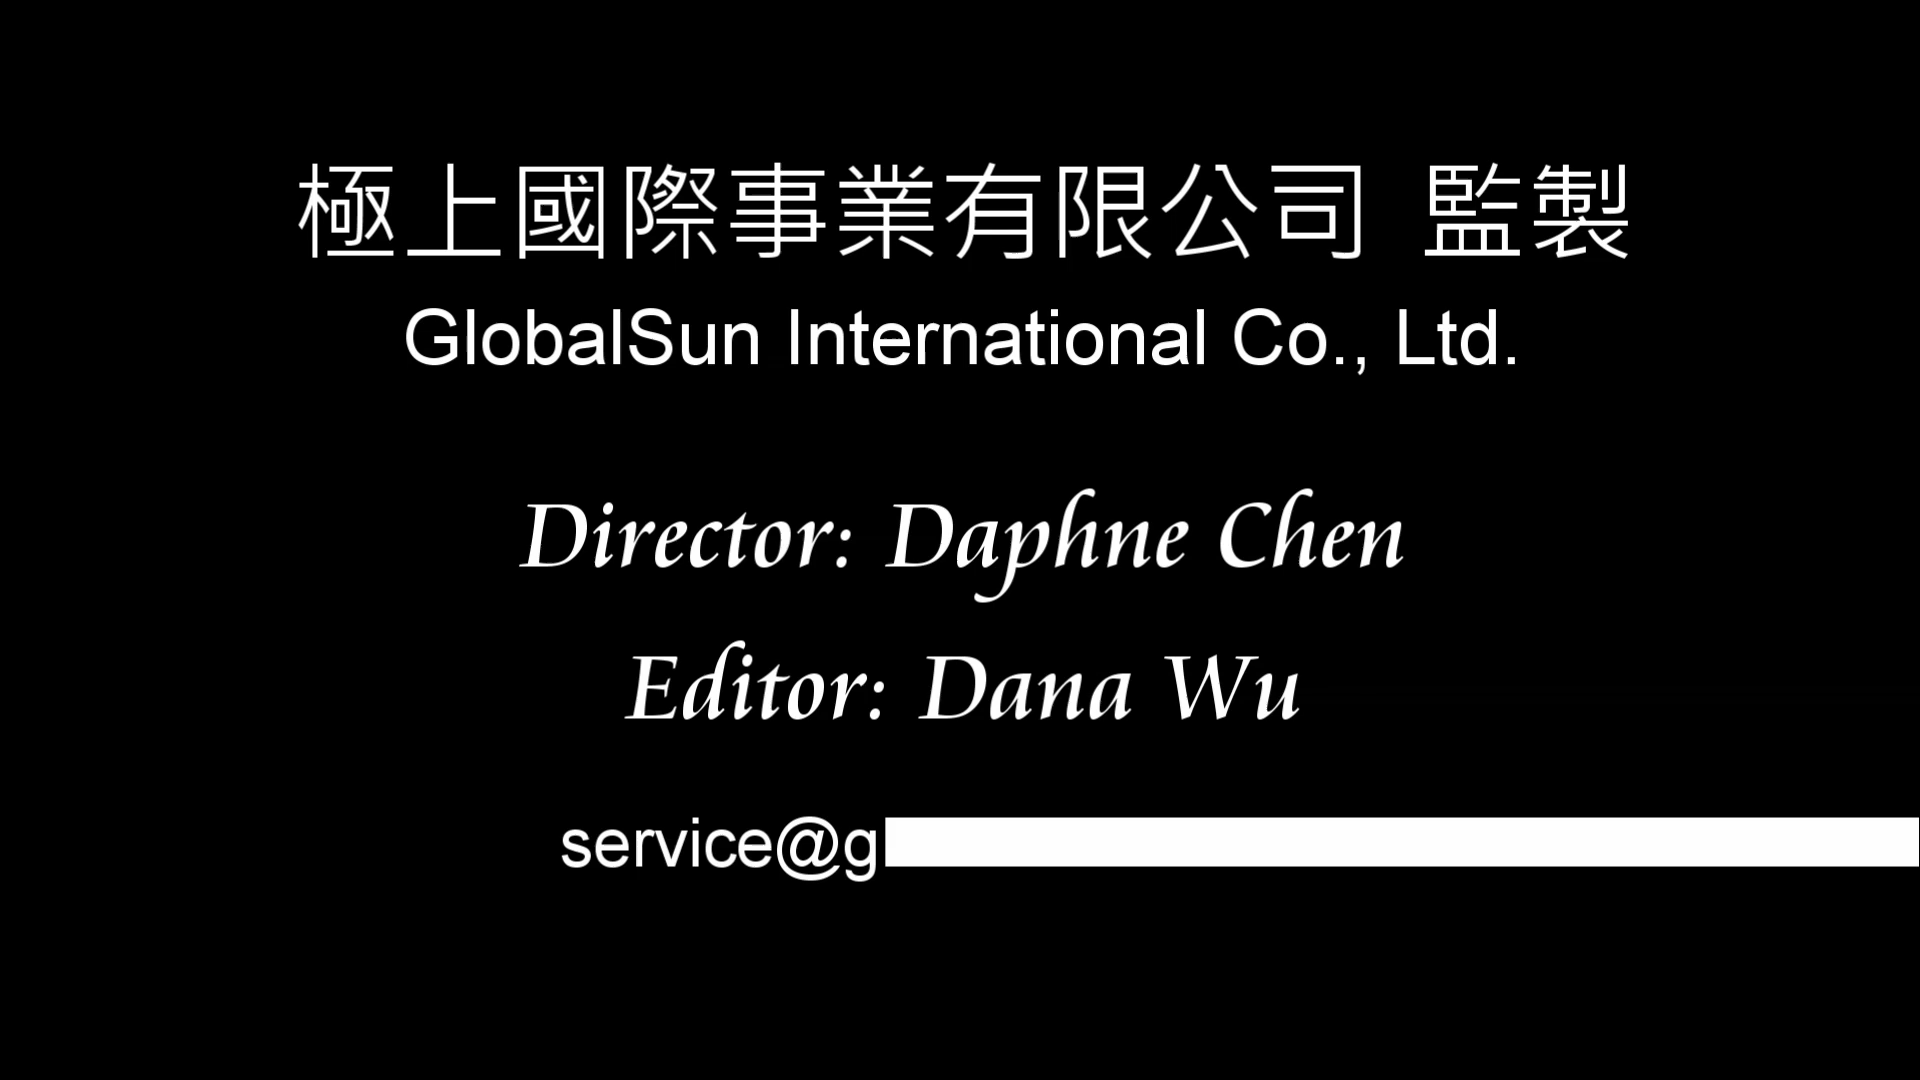 極上國際事業有限公司 監製
GlobalSun International Co., Ltd.
Director: Daphne Chen
Editor: Dana Wu
service@g